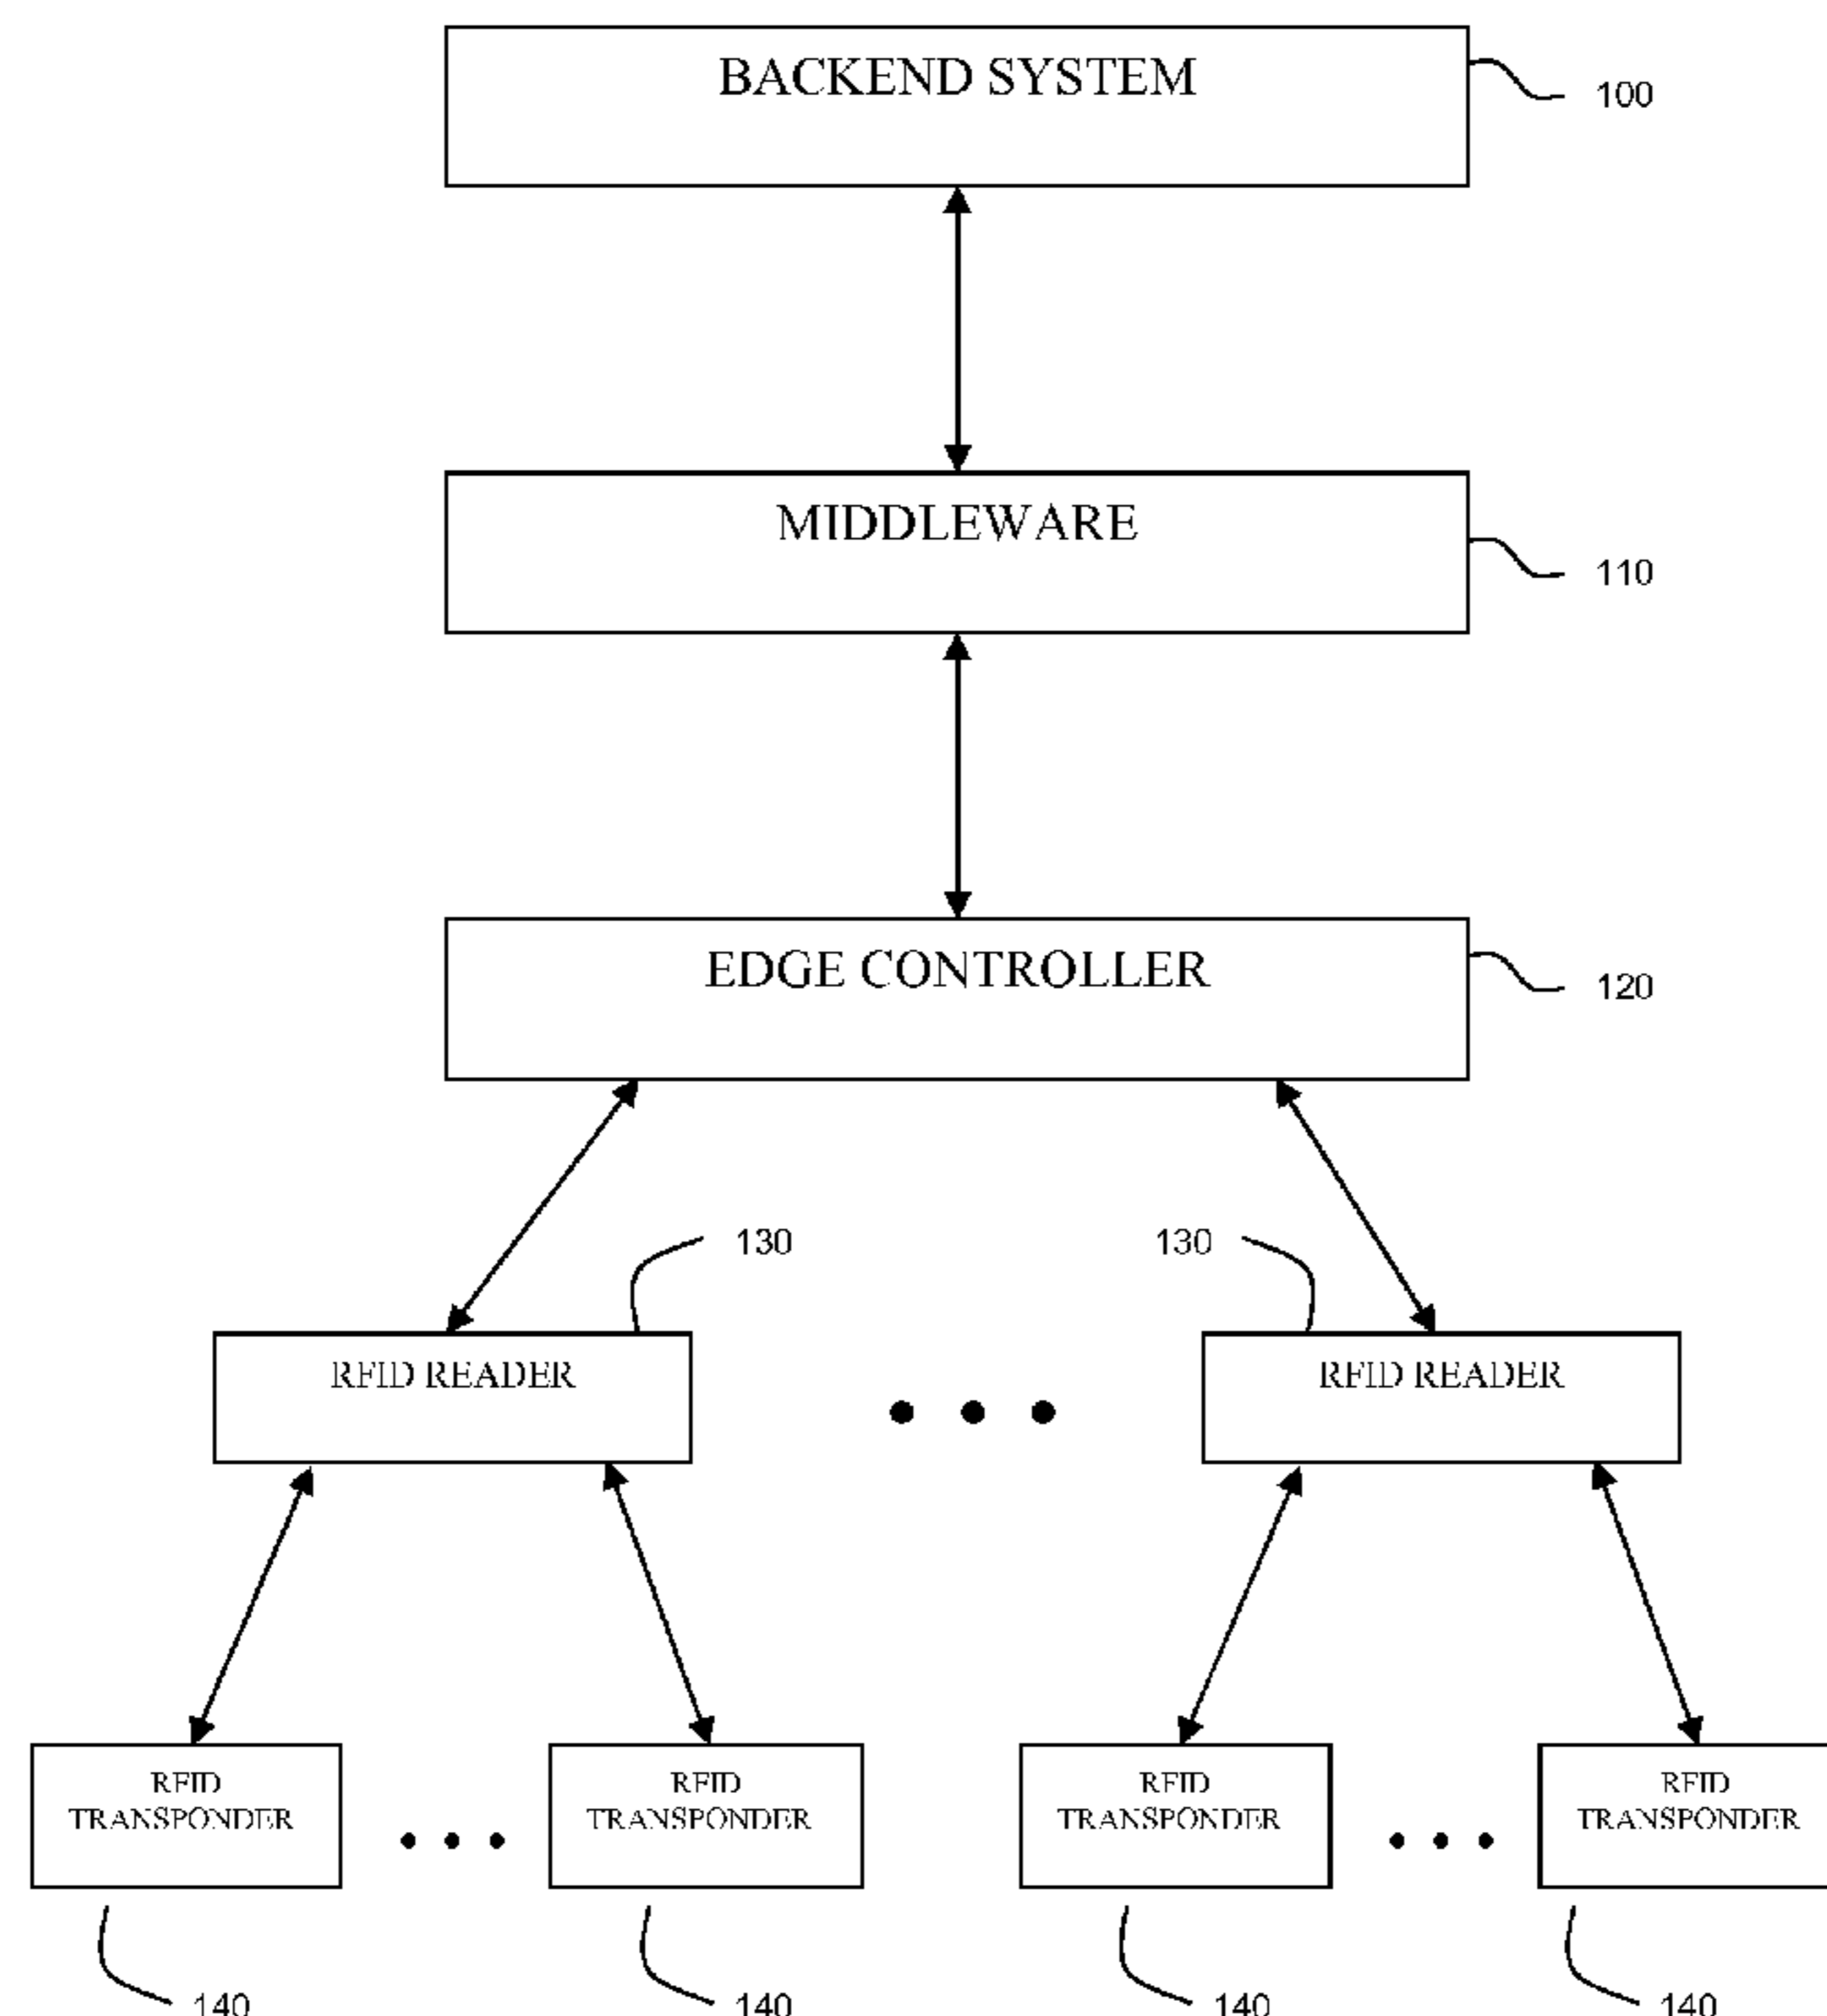 BACKEND SYSTEM
100
MIDDLEWARE
110
EDGE CONTROLLER
120
130
130
RFID READER
RFID READER
RFID
TRANSPONDER
RFID
TRANSPONDER
RFID
TRANSPONDER
RFID
TRANSPONDER
140
140
140
140